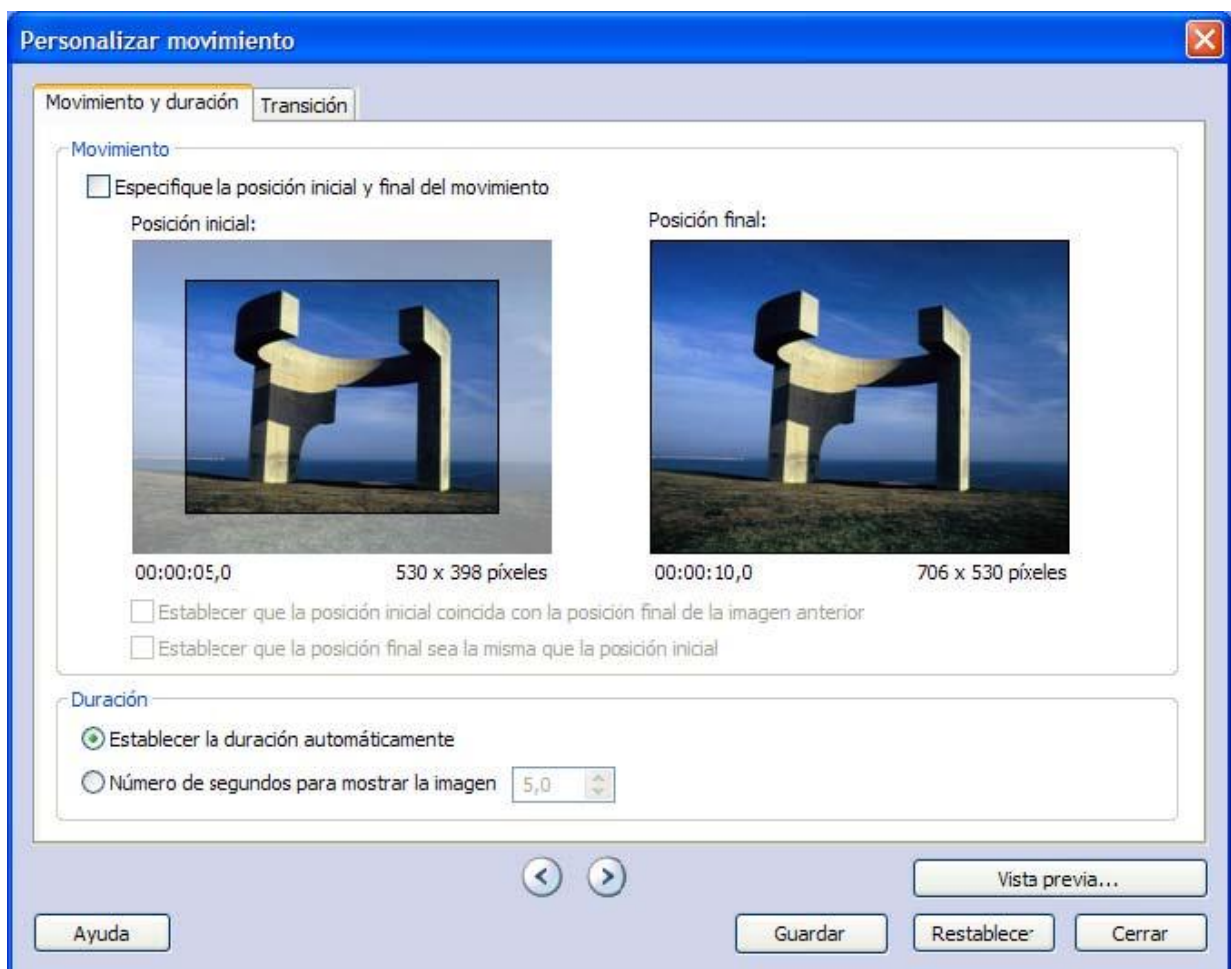 Personalizar movimiento
Movimiento y duración
Transición
Movimiento
Especifique la posición inicial y final del movimiento
Posición inicial:
Posición final:
00:00:05,0
530 x 398 píxeles
00:00:10,0
706 x 530 píxeles
Establecer que la posición inicial coincida con la posición final de la imagen anterior
Establecer que la posición final sea la misma que la posición inicial
Duración
Establecer la duración automáticamente
Número de segundos para mostrar la imagen
5,0
Vista previa...
Ayuda
Guardar
Restablecer
Cerrar